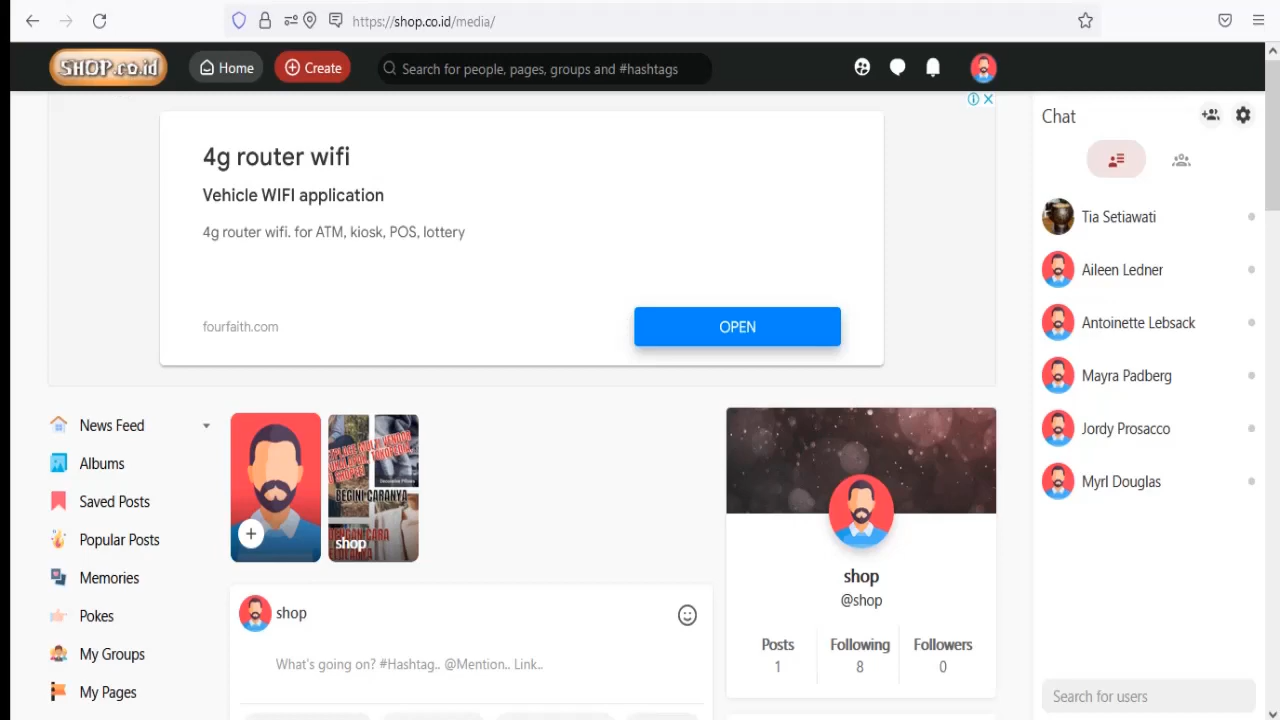 https://shop.co.id/media/
SHOP.co.id
Home
Create
Search for people, pages, groups and #hashtags
4g router wifi
Vehicle WIFI application
4g router wifi. for ATM, kiosk, POS, lottery
fourfaith.com
OPEN
News Feed
Albums
Saved Posts
Popular Posts
Memories
Pokes
My Groups
My Pages
BEGINI CARANYA
DENGAN CARA
shop
shop
What's going on? #Hashtag.. @Mention.. Link..
shop
@shop
Posts
Following
Followers
1
8
0
Chat
Tia Setiawati
Aileen Ledner
Antoinette Lebsack
Mayra Padberg
Jordy Prosacco
Myrl Douglas
Search for users